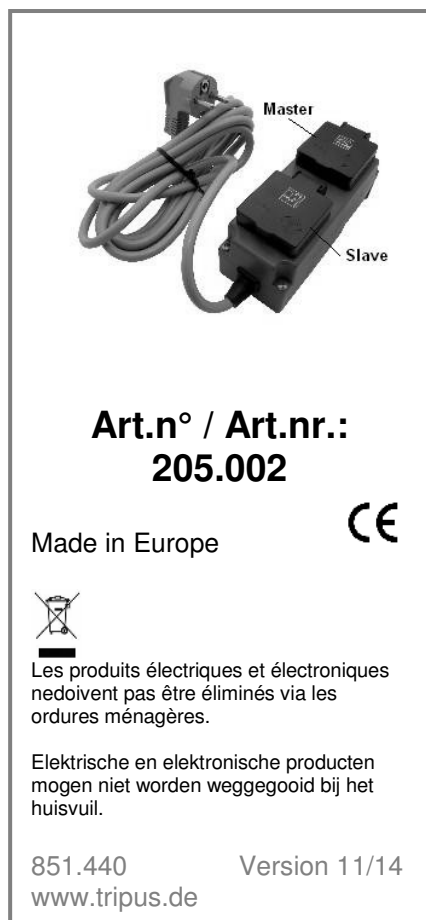 Master
Slave
Art.n° / Art.nr.:
205.002
CE
Made in Europe
Les produits électriques et électroniques
nedoivent pas être éliminés via les
ordures ménagères.
Elektrische en elektronische producten
mogen niet worden weggegooid bij het
huisvuil.
851.440 Version 11/14
www.tripus.de